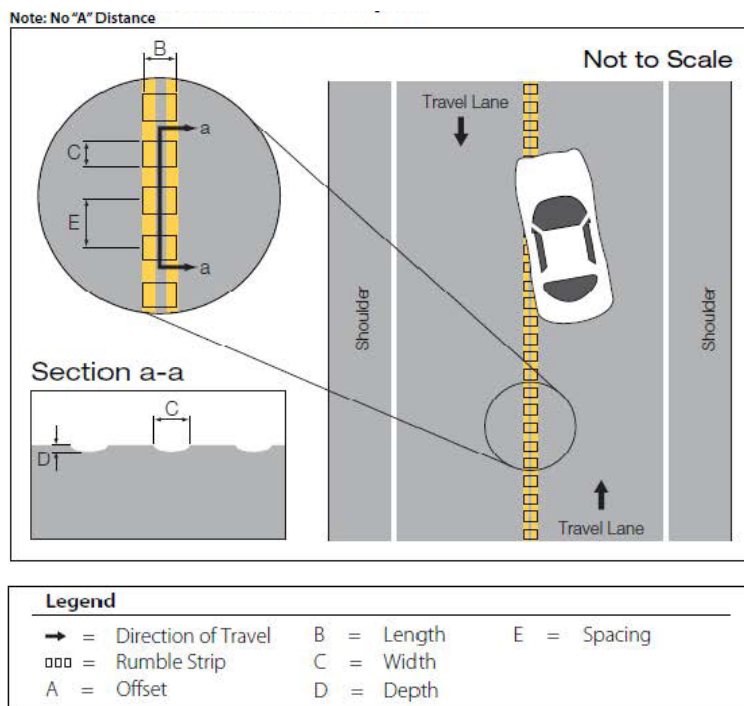 Note: No "A" Distance
Not to Scale
B
Travel Lane
a
C
E
a
Shoulder
Shoulder
Section a-a
C
D
Travel Lane
Legend
= Direction of Travel B = Length E = Spacing
= Rumble Strip C = Width
A = Offset D = Depth